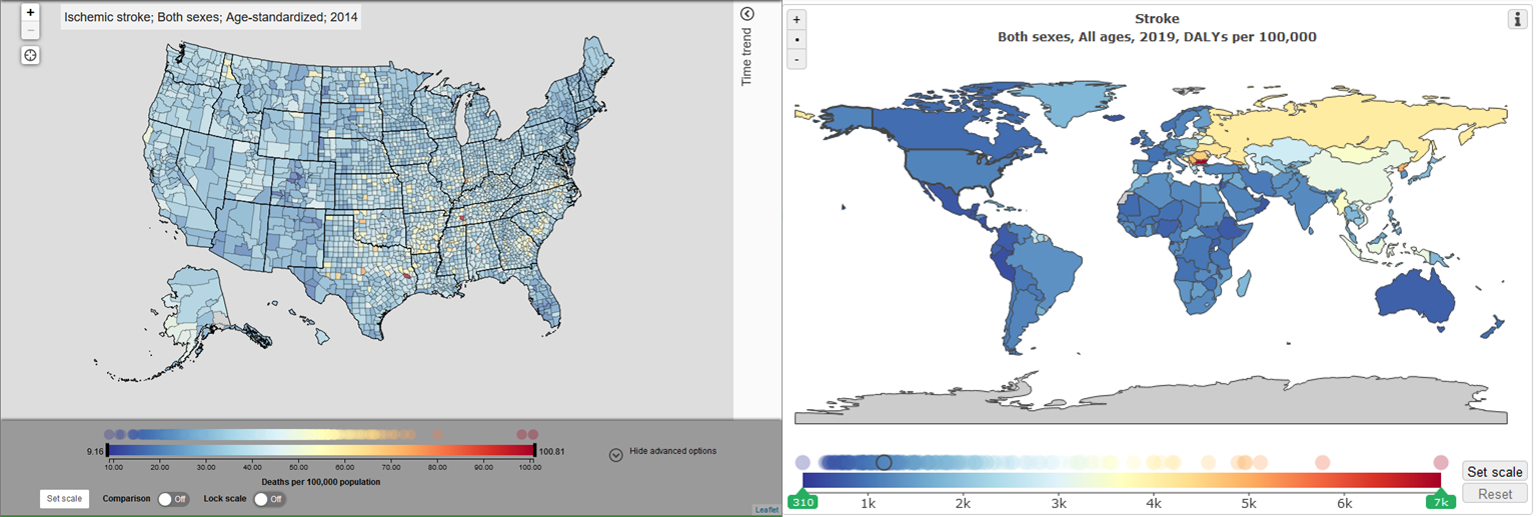 +
−
Ischemic stroke; Both sexes; Age-standardized; 2014
Time trend
9.16
100.81
10.00 20.00 30.00 40.00 50.00 60.00 70.00 80.00 90.00 100.00
Deaths per 100,000 population
Hide advanced options
Set scale Comparison Off Lock scale Off
Leaflet
+
-
Stroke
Both sexes, All ages, 2019, DALYs per 100,000
i
310 1k 2k 3k 4k 5k 6k 7k
Set scale
Reset